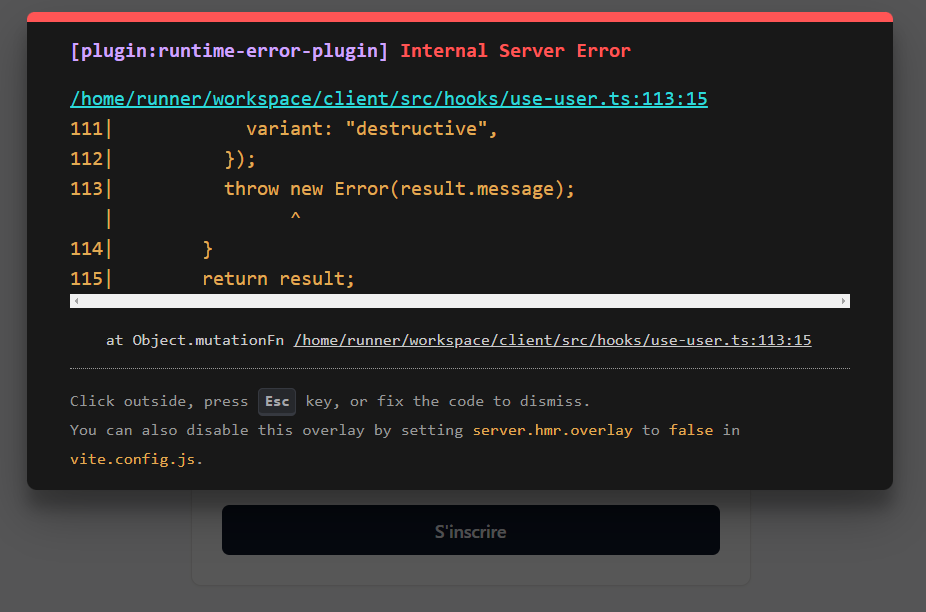 [plugin:runtime-error-plugin] Internal Server Error
/home/runner/workspace/client/src/hooks/use-user.ts:113:15
111|            variant: "destructive",
112|          });
113|          throw new Error(result.message);
   |                ^
114|        }
115|        return result;
at Object.mutationFn /home/runner/workspace/client/src/hooks/use-user.ts:113:15
Click outside, press Esc key, or fix the code to dismiss.
You can also disable this overlay by setting server.hmr.overlay to false in
vite.config.js.
S'inscrire